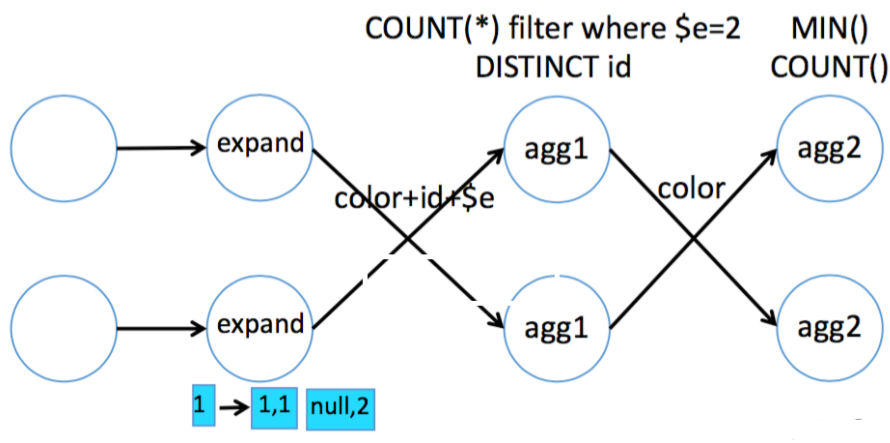 COUNT(*) filter where $e=2
DISTINCT id
MIN()
COUNT()
expand
agg1
agg2
color+id+$e
color
expand
agg1
agg2
1
1,1
null,2